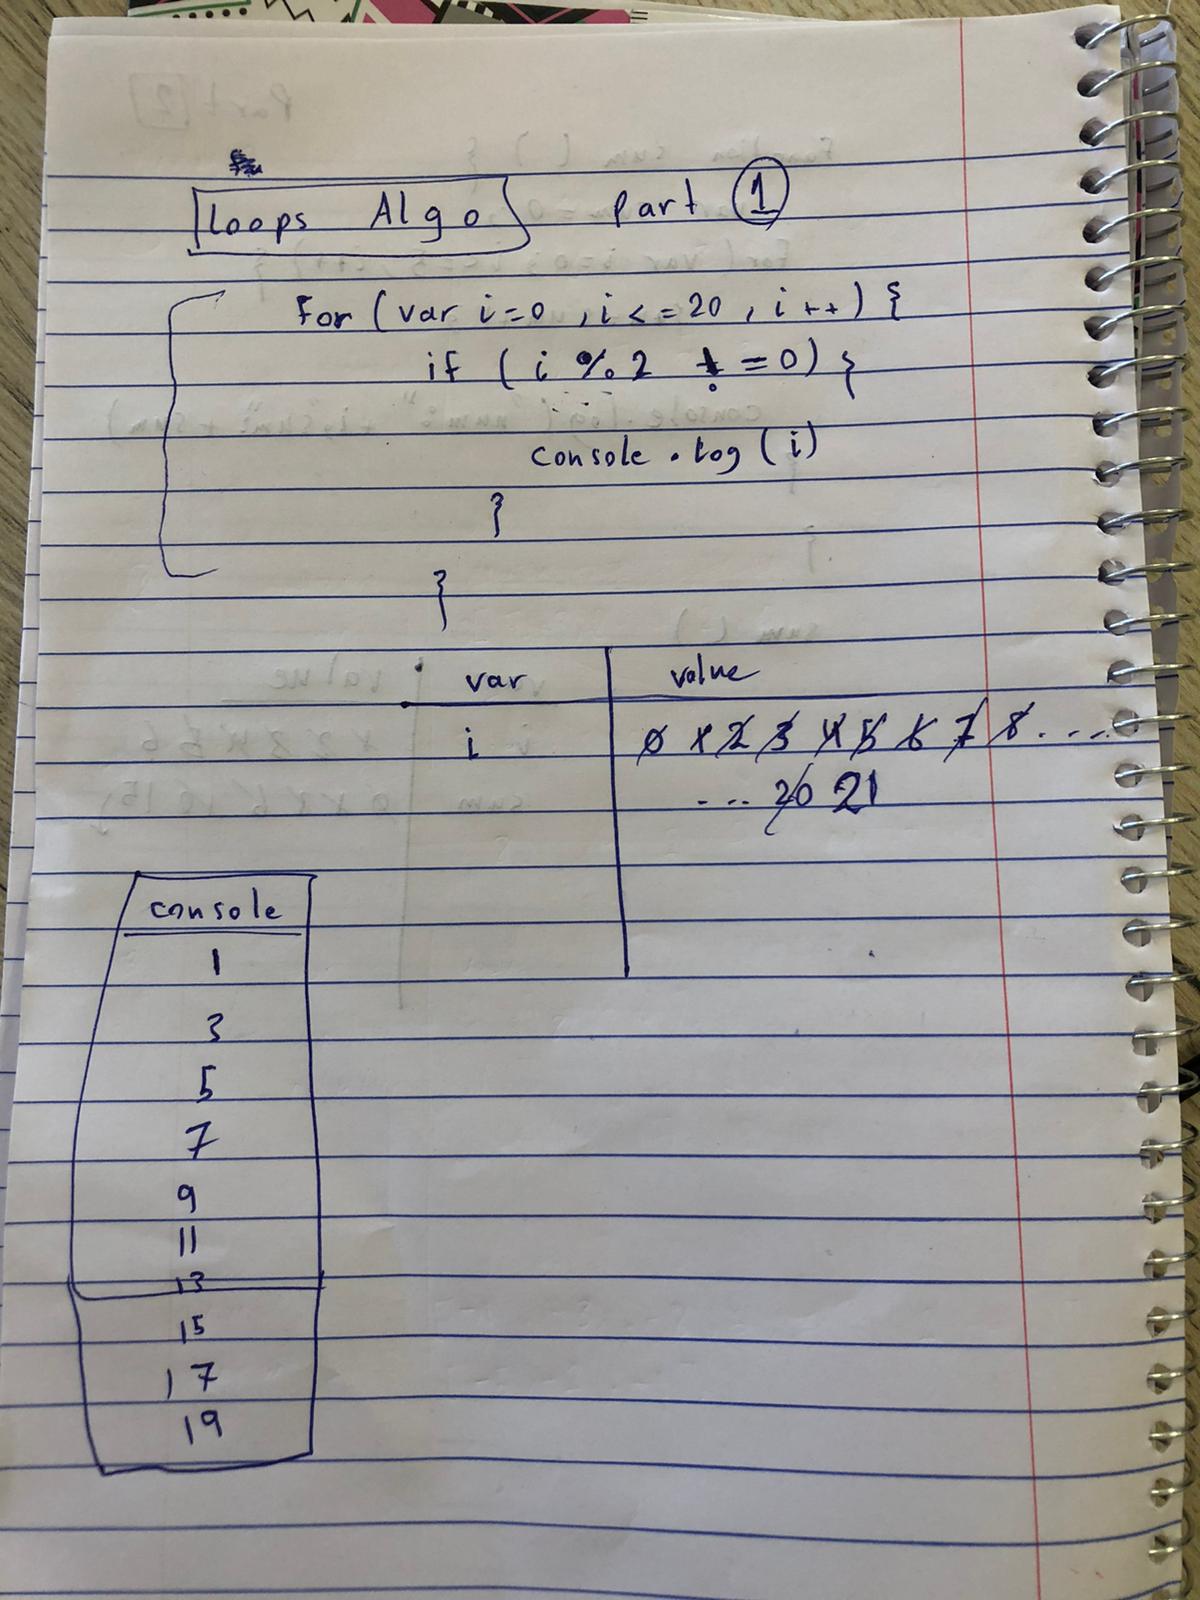 Loops Algo Part 1
For (var i=0 , i <= 20 , i ++) {
if ( i % 2 != 0) {
console . log ( i )
}
}
var value
i 0 1 2 3 4 5 6 7 8 ....
... 20 21
console
1
3
5
7
9
11
13
15
17
19